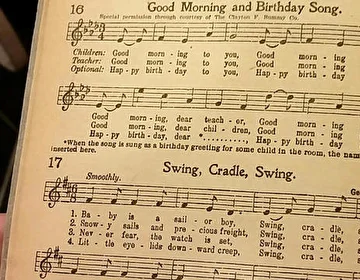 16 Good Morning and Birthday Song.
Special permission through courtesy of The Clayton F. Summy Co.
Children: Good morn - ing to you, Good morn - ing
Teacher: Good morn - ing to you, Good morn - ing
Optional: Hap - py birth - day to you, Hap - py birth - day
Good morn - ing, dear teach - er, Good morn - ing
Good morn - ing, dear chil - dren, Good morn - ing
Hap - py birth - day, dear *.........., Hap - py birth - day
*When the song is sung as a birthday greeting for some child in the room, the nam
inserted here.
17 Swing, Cradle, Swing.
Smoothly.
Ge
1. Ba - by is a sail - or boy, Swing, cra - dle,
2. Snow - y sails and pre - cious freight, Swing, cra - dle,
3. Nev - er fear, the watch is set, Swing, cra - dle,
4. Lit - tle eye - lids down - ward creep, Swing, cra - dle,